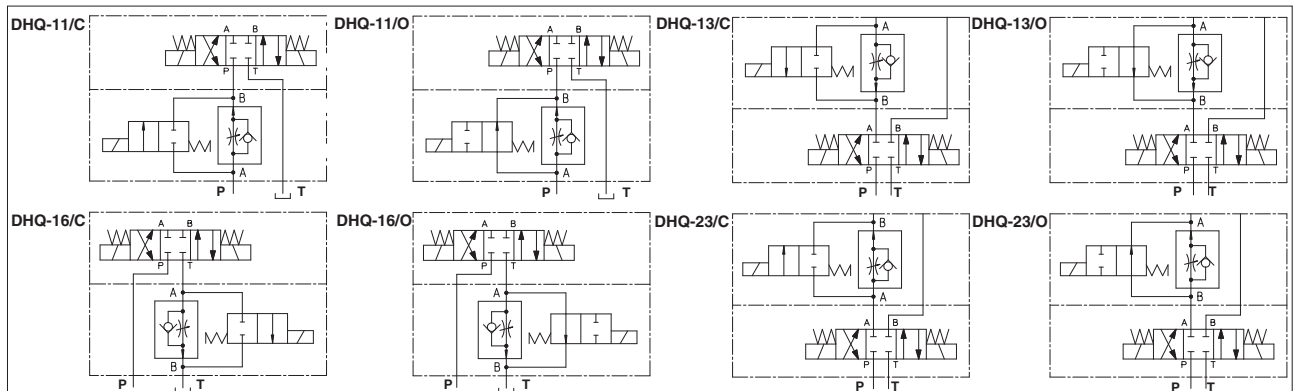 DHQ-11/C
A B
P T
B
A
P T
DHQ-11/O
A B
P T
B
A
P T
DHQ-13/C
A
B
A B
P T
P T
DHQ-13/O
A
B
A B
P T
P T
DHQ-16/C
A B
P T
A
B
P T
DHQ-16/O
A B
P T
A
B
P T
DHQ-23/C
B
A
A B
P T
P T
DHQ-23/O
A
B
A B
P T
P T